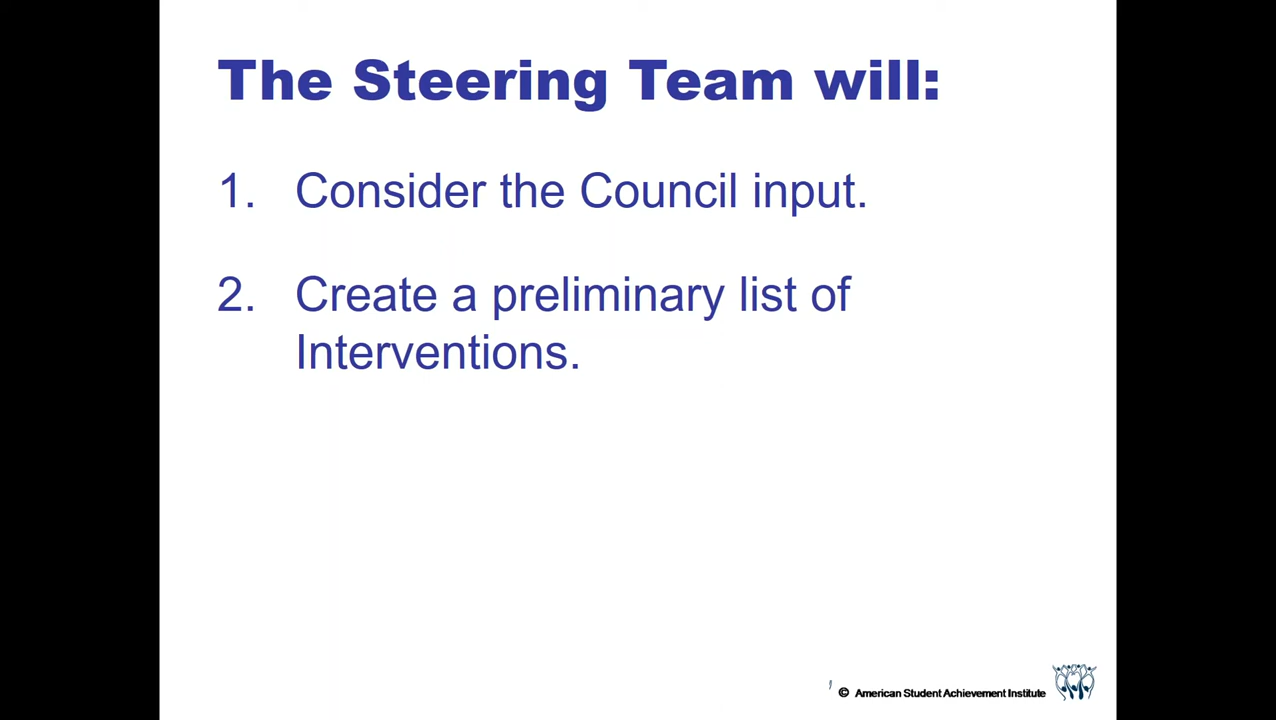 The Steering Team will:
1. Consider the Council input.
2. Create a preliminary list of
Interventions.
© American Student Achievement Institute